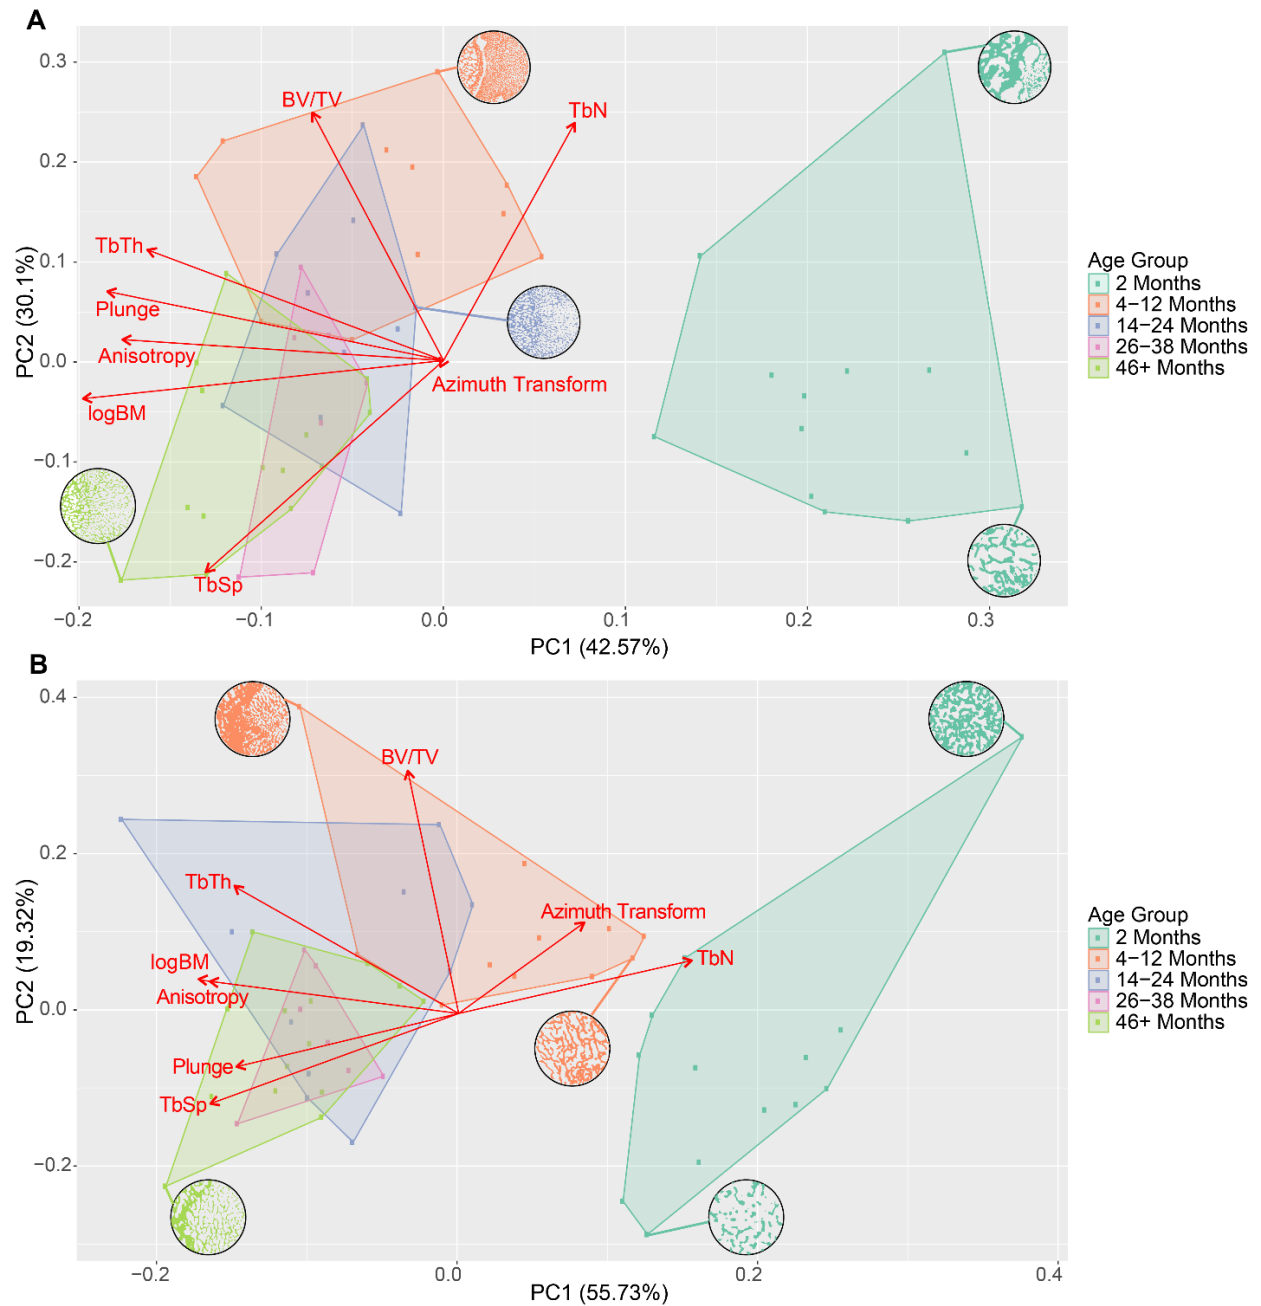 A
0.3
0.2
0.1
0.0
−0.1
−0.2
PC2 (30.1%)
BV/TV
TbN
TbTh
Plunge
Anisotropy
logBM
Azimuth Transform
TbSp
−0.2
−0.1
0.0
0.1
0.2
0.3
PC1 (42.57%)
Age Group
2 Months
4−12 Months
14−24 Months
26−38 Months
46+ Months
B
0.4
0.2
0.0
−0.2
PC2 (19.32%)
BV/TV
TbTh
Azimuth Transform
TbN
logBM
Anisotropy
Plunge
TbSp
−0.2
0.0
0.2
0.4
PC1 (55.73%)
Age Group
2 Months
4−12 Months
14−24 Months
26−38 Months
46+ Months